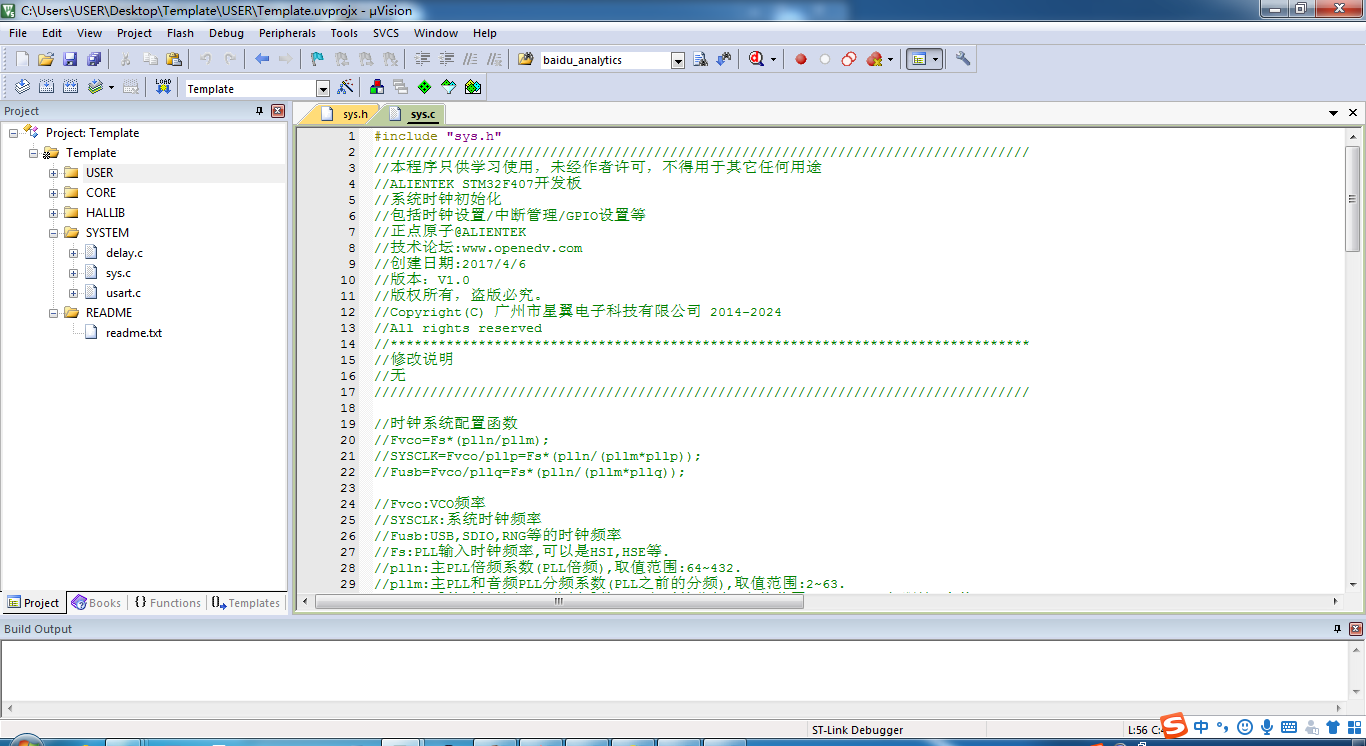 C:\Users\USER\Desktop\Template\USER\Template.uvprojx - µVision
File Edit View Project Flash Debug Peripherals Tools SVCS Window Help
baidu_analytics
LOAD
Template
Project
Project: Template
Template
USER
CORE
HALLIB
SYSTEM
delay.c
sys.c
usart.c
README
readme.txt
Project Books Functions Templates
sys.h sys.c
1 #include "sys.h"
2 //////////////////////////////////////////////////////////////////////////////////
3 //本程序只供学习使用，未经作者许可，不得用于其它任何用途
4 //ALIENTEK STM32F407开发板
5 //系统时钟初始化
6 //包括时钟设置/中断管理/GPIO设置等
7 //正点原子@ALIENTEK
8 //技术论坛:www.openedv.com
9 //创建日期:2017/4/6
10 //版本：V1.0
11 //版权所有，盗版必究。
12 //Copyright(C) 广州市星翼电子科技有限公司 2014-2024
13 //All rights reserved
14 //********************************************************************************
15 //修改说明
16 //无
17 //////////////////////////////////////////////////////////////////////////////////
18
19 //时钟系统配置函数
20 //Fvco=Fs*(plln/pllm);
21 //SYSCLK=Fvco/pllp=Fs*(plln/(pllm*pllp));
22 //Fusb=Fvco/pllq=Fs*(plln/(pllm*pllq));
23
24 //Fvco:VCO频率
25 //SYSCLK:系统时钟频率
26 //Fusb:USB,SDIO,RNG等的时钟频率
27 //Fs:PLL输入时钟频率,可以是HSI,HSE等.
28 //plln:主PLL倍频系数(PLL倍频),取值范围:64~432.
29 //pllm:主PLL和音频PLL分频系数(PLL之前的分频),取值范围:2~63.
Build Output
ST-Link Debugger
L:56 C:
中